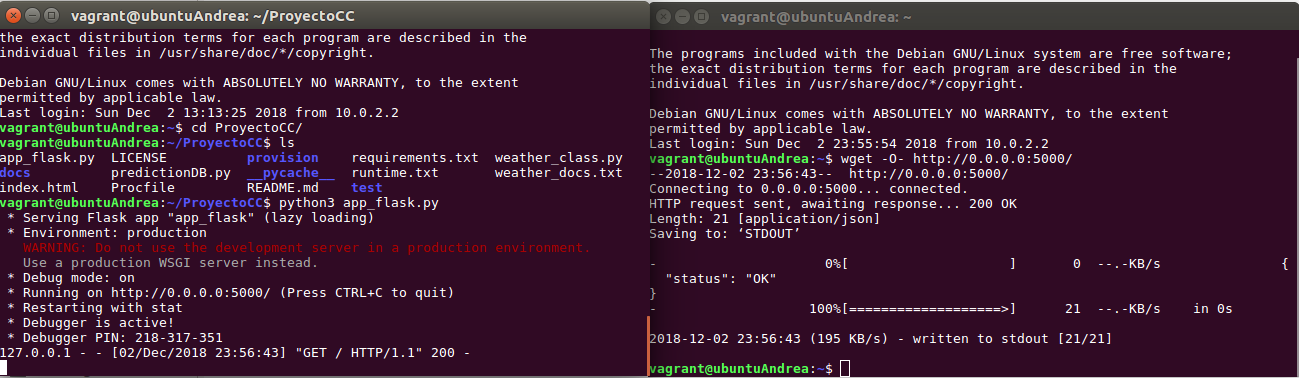 vagrant@ubuntuAndrea: ~/ProyectoCC
the exact distribution terms for each program are described in the
individual files in /usr/share/doc/*/copyright.
Debian GNU/Linux comes with ABSOLUTELY NO WARRANTY, to the extent
permitted by applicable law.
Last login: Sun Dec  2 13:13:25 2018 from 10.0.2.2
vagrant@ubuntuAndrea:~$ cd ProyectoCC/
vagrant@ubuntuAndrea:~/ProyectoCC$ ls
app_flask.py  LICENSE          provision    requirements.txt  weather_class.py
docs          predictionDB.py  __pycache__  runtime.txt       weather_docs.txt
index.html    Procfile         README.md    test
vagrant@ubuntuAndrea:~/ProyectoCC$ python3 app_flask.py
 * Serving Flask app "app_flask" (lazy loading)
 * Environment: production
   WARNING: Do not use the development server in a production environment.
   Use a production WSGI server instead.
 * Debug mode: on
 * Running on http://0.0.0.0:5000/ (Press CTRL+C to quit)
 * Restarting with stat
 * Debugger is active!
 * Debugger PIN: 218-317-351
127.0.0.1 - - [02/Dec/2018 23:56:43] "GET / HTTP/1.1" 200 -
vagrant@ubuntuAndrea: ~
The programs included with the Debian GNU/Linux system are free software;
the exact distribution terms for each program are described in the
individual files in /usr/share/doc/*/copyright.
Debian GNU/Linux comes with ABSOLUTELY NO WARRANTY, to the extent
permitted by applicable law.
Last login: Sun Dec  2 23:55:54 2018 from 10.0.2.2
vagrant@ubuntuAndrea:~$ wget -O- http://0.0.0.0:5000/
--2018-12-02 23:56:43--  http://0.0.0.0:5000/
Connecting to 0.0.0.0:5000... connected.
HTTP request sent, awaiting response... 200 OK
Length: 21 [application/json]
Saving to: ‘STDOUT’
-                     0%[                    ]       0  --.-KB/s               {
  "status": "OK"
}
-                   100%[===================>]      21  --.-KB/s    in 0s
2018-12-02 23:56:43 (195 KB/s) - written to stdout [21/21]
vagrant@ubuntuAndrea:~$